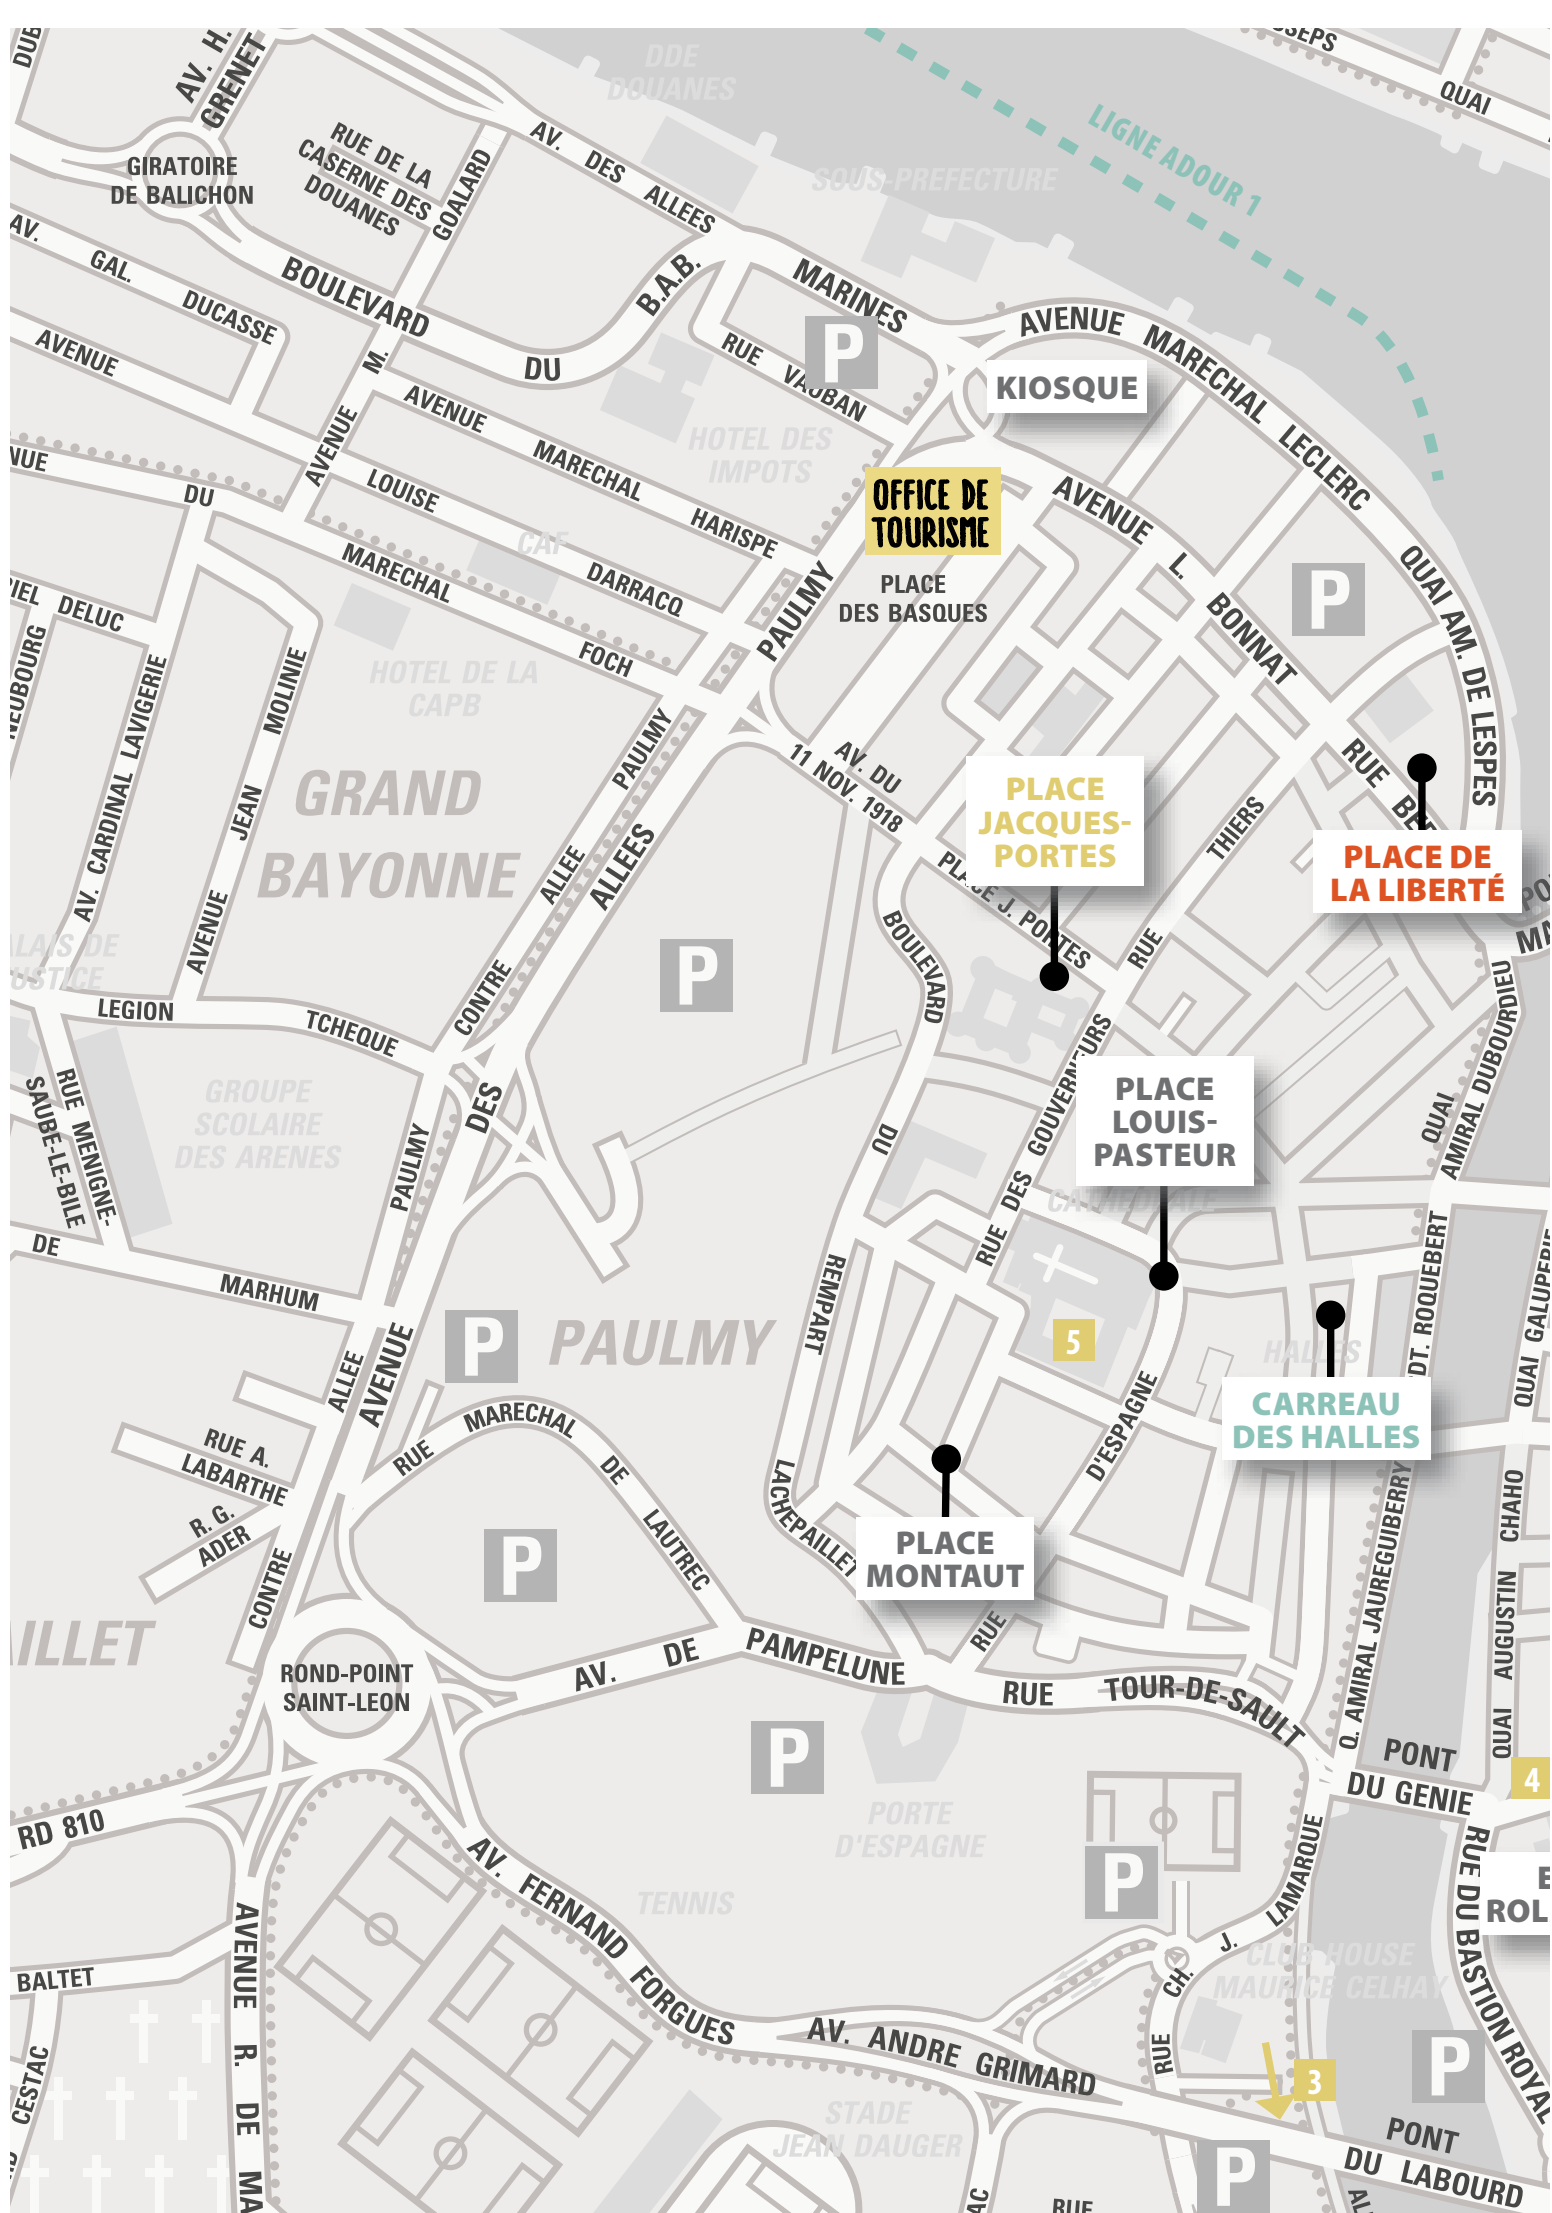 DDE
DOUANES
QUAI
AV. H.
GRENET
LIGNE ADOUR 1
GIRATOIRE
DE BALICHON
RUE DE LA
CASERNE DES
DOUANES
GOALARD
AV. DES ALLEES
MARINES
SOUS-PREFECTURE
AV.
GAL. DUCASSE
BOULEVARD
DU
B.A.B.
AVENUE
M.
AVENUE
RUE VAUBAN
P
AVENUE MARECHAL LECLERC
KIOSQUE
AVENUE MARECHAL HARISPE
HOTEL DES
IMPOTS
LOUISE DARRACQ
DU
MARECHAL FOCH
CAF
OFFICE DE
TOURISME
PLACE
DES BASQUES
AVENUE L. BONNAT
P
QUAI AM. DE LESPES
DELUC
HOTEL DE LA
CAPB
PAULMY
AV. CARDINAL LAVIGERIE
AVENUE JEAN MOLINIE
GRAND
BAYONNE
CONTRE ALLEE PAULMY
ALLEES
AV. DU
11 NOV. 1918
PLACE
JACQUES-
PORTES
PLACE J. PORTES
RUE THIERS
PLACE DE
LA LIBERTÉ
P
LEGION TCHEQUE
BOULEVARD
DU
REMPART
LACHEPAILLET
RUE DES GOUVERNEURS
QUAI
AMIRAL DUBOURDIEU
GROUPE
SCOLAIRE
DES ARENES
RUE MENIGNE-
SAUBE-LE-BILE
DES
PAULMY
PLACE
LOUIS-
PASTEUR
CATHEDRALE
DE MARHUM
P
PAULMY
5
HALLES
CARREAU
DES HALLES
QUAI GALUPERIE
AVENUE
ALLEE
RUE A.
LABARTHE
R. G.
ADER
CONTRE
RUE MARECHAL DE LAUTREC
P
D'ESPAGNE
RUE
PLACE
MONTAUT
Q. AMIRAL JAUREGUIBERRY
QUAI AUGUSTIN CHAHO
ROND-POINT
SAINT-LEON
AV. DE PAMPELUNE
RUE TOUR-DE-SAULT
PONT
DU GENIE
4
P
RD 810
PORTE
D'ESPAGNE
TENNIS
P
AV. FERNAND FORGUES
RUE CH. J. LAMARQUE
RUE DU BASTION ROYAL
CLUB HOUSE
MAURICE CELHAY
BALTET
AVENUE R. DE
AV. ANDRE GRIMARD
3
P
CESTAC
STADE
JEAN DAUGER
P
PONT
DU LABOURD
RUE